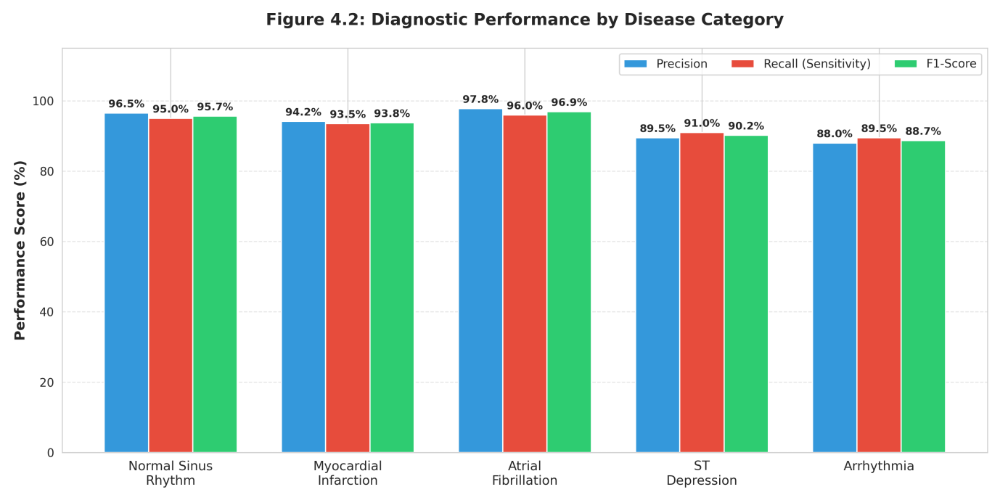 Figure 4.2: Diagnostic Performance by Disease Category
Precision
Recall (Sensitivity)
F1-Score
Performance Score (%)
100
80
60
40
20
0
96.5%
95.0%
95.7%
94.2%
93.5%
93.8%
97.8%
96.0%
96.9%
89.5%
91.0%
90.2%
88.0%
89.5%
88.7%
Normal Sinus
Rhythm
Myocardial
Infarction
Atrial
Fibrillation
ST
Depression
Arrhythmia